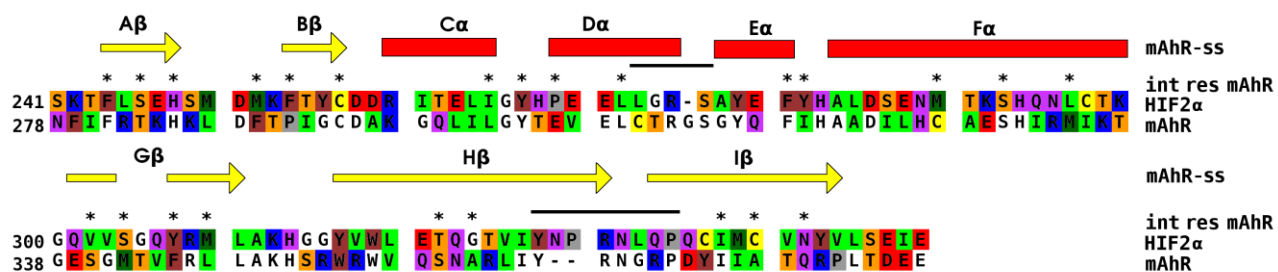 Aβ Bβ Cα Dα Eα Fα
mAhR-ss
* * * * * * * * * * * * * * *
int res mAhR
241 SKTFLSEHSM DMKFTYCDDR ITELIGYHPE ELLGR-SAYE FYHALDSENM TKSHQNLCTK HIF2α
278 NFIFRTKHKL DFTPIGCDAK GQLILGYTEV ELCTRGSGYQ FIHAADILHC AESHIRMIKT mAhR
Gβ Hβ Iβ
mAhR-ss
* * * * * * * * *
int res mAhR
300 GQVVSGQYRM LAKHGGYVWL ETQGTVIYNP RNLQPQCIMC VNYVLSEIE HIF2α
338 GESGMTVFRL LAKHSRWRWV QSNARLIY-- RNGRPDYIIA TQRPLTDEE mAhR